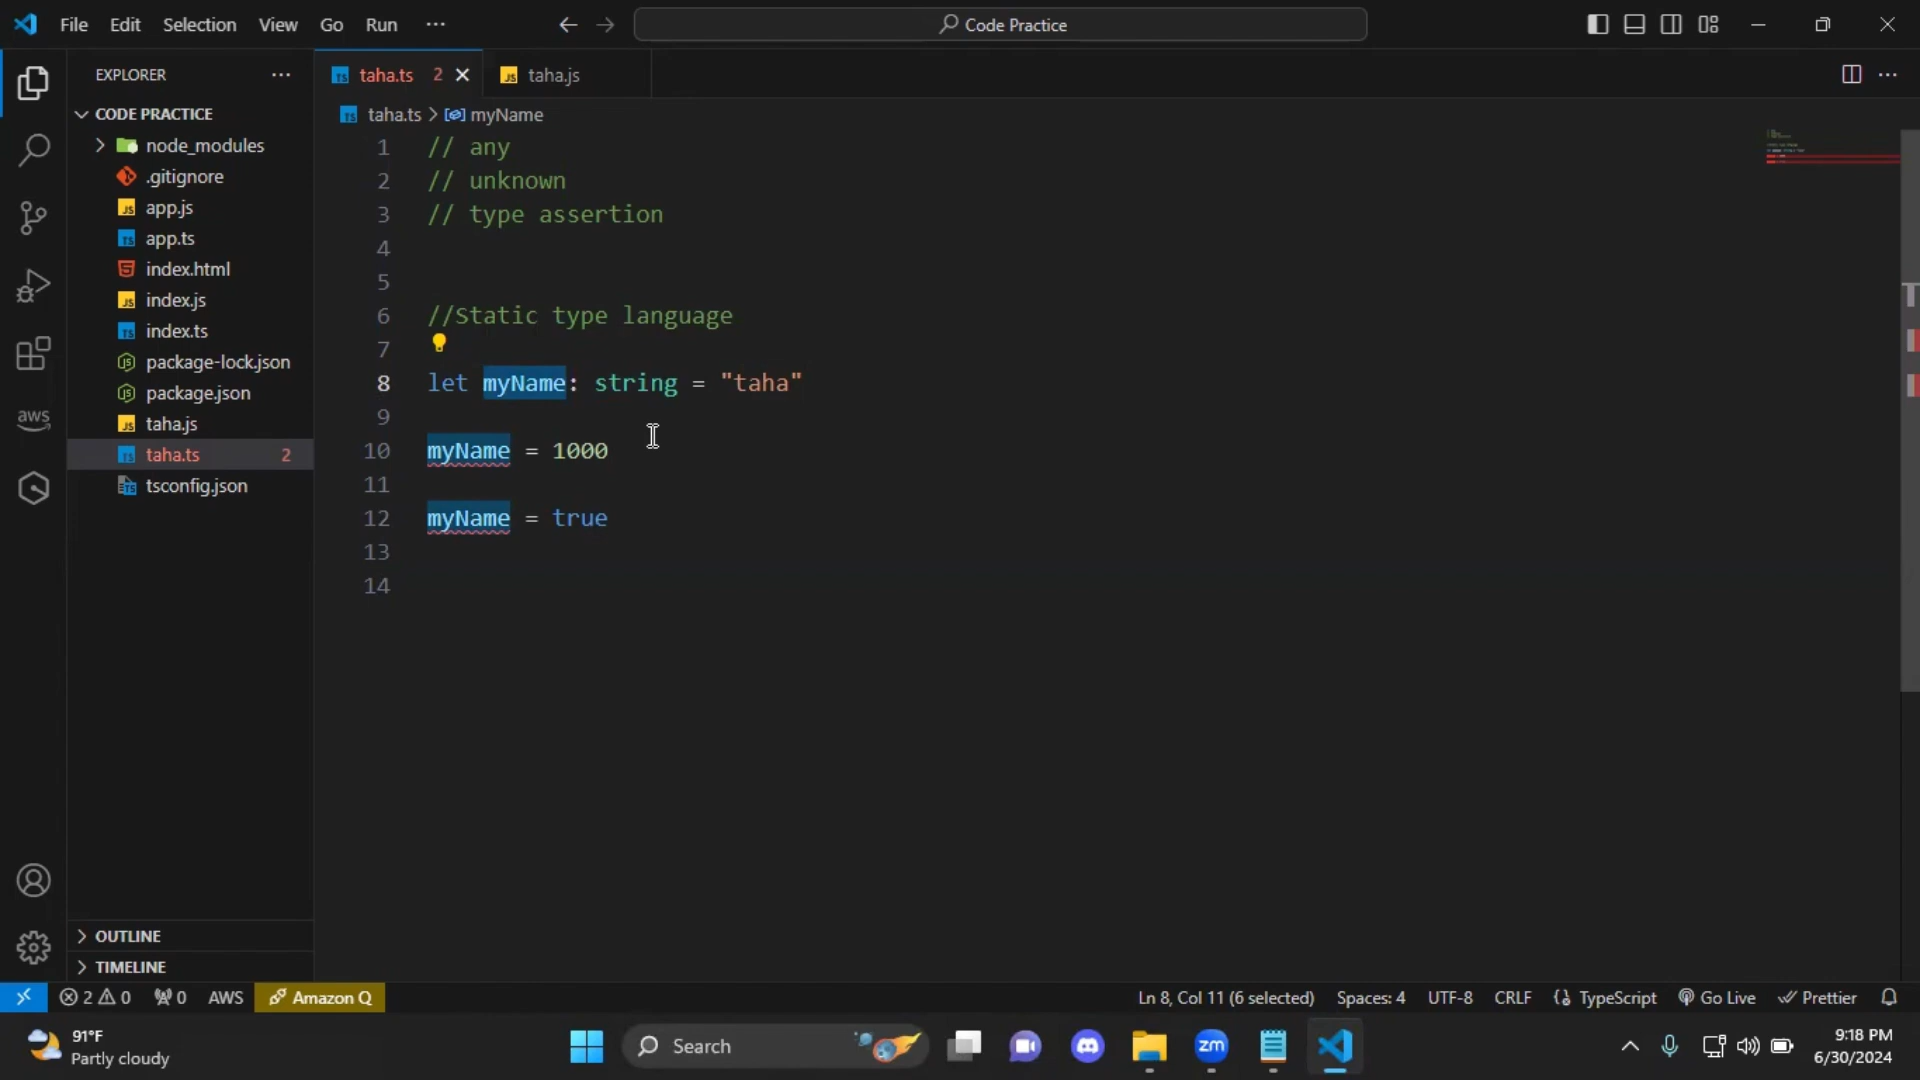 File Edit Selection View Go Run ...
Code Practice
EXPLORER ...
taha.ts 2
taha.js
CODE PRACTICE
node_modules
.gitignore
app.js
app.ts
index.html
index.js
index.ts
package-lock.json
package.json
taha.js
taha.ts 2
tsconfig.json
OUTLINE
TIMELINE
aws
taha.ts > myName
1 // any
2 // unknown
3 // type assertion
4
5
6 //Static type language
7
8 let myName: string = "taha"
9
10 myName = 1000
11
12 myName = true
13
14
2 0 0 AWS Amazon Q
Ln 8, Col 11 (6 selected) Spaces: 4 UTF-8 CRLF {} TypeScript Go Live Prettier
91°F
Partly cloudy
Search
zm
9:18 PM
6/30/2024